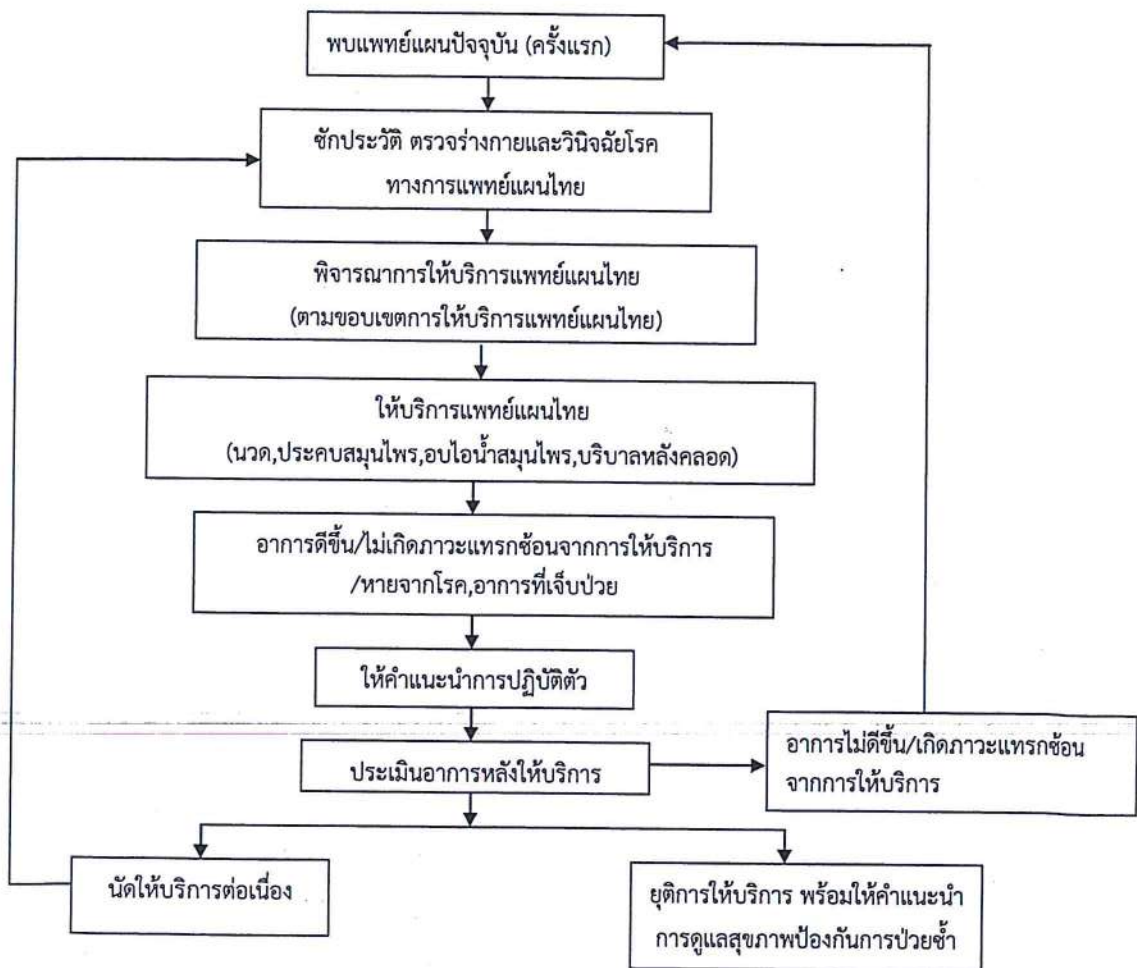 พบแพทย์แผนปัจจุบัน (ครั้งแรก)
ซักประวัติ ตรวจร่างกายและวินิจฉัยโรค
ทางการแพทย์แผนไทย
พิจารณาการให้บริการแพทย์แผนไทย
(ตามขอบเขตการให้บริการแพทย์แผนไทย)
ให้บริการแพทย์แผนไทย
(นวด,ประคบสมุนไพร,อบไอน้ำสมุนไพร,บริบาลหลังคลอด)
อาการดีขึ้น/ไม่เกิดภาวะแทรกซ้อนจากการให้บริการ
/หายจากโรค,อาการที่เจ็บป่วย
ให้คำแนะนำการปฏิบัติตัว
ประเมินอาการหลังให้บริการ
อาการไม่ดีขึ้น/เกิดภาวะแทรกซ้อน
จากการให้บริการ
นัดให้บริการต่อเนื่อง
ยุติการให้บริการ พร้อมให้คำแนะนำ
การดูแลสุขภาพป้องกันการป่วยซ้ำ